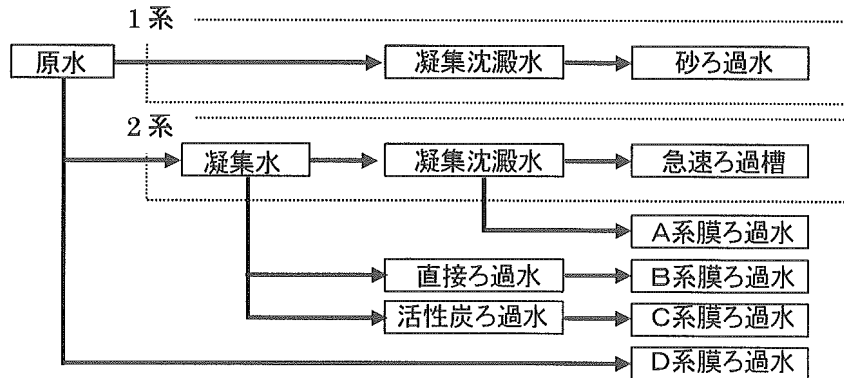 1系
原水
凝集沈澱水
砂ろ過水
2系
凝集水
凝集沈澱水
急速ろ過槽
A系膜ろ過水
直接ろ過水
B系膜ろ過水
活性炭ろ過水
C系膜ろ過水
D系膜ろ過水